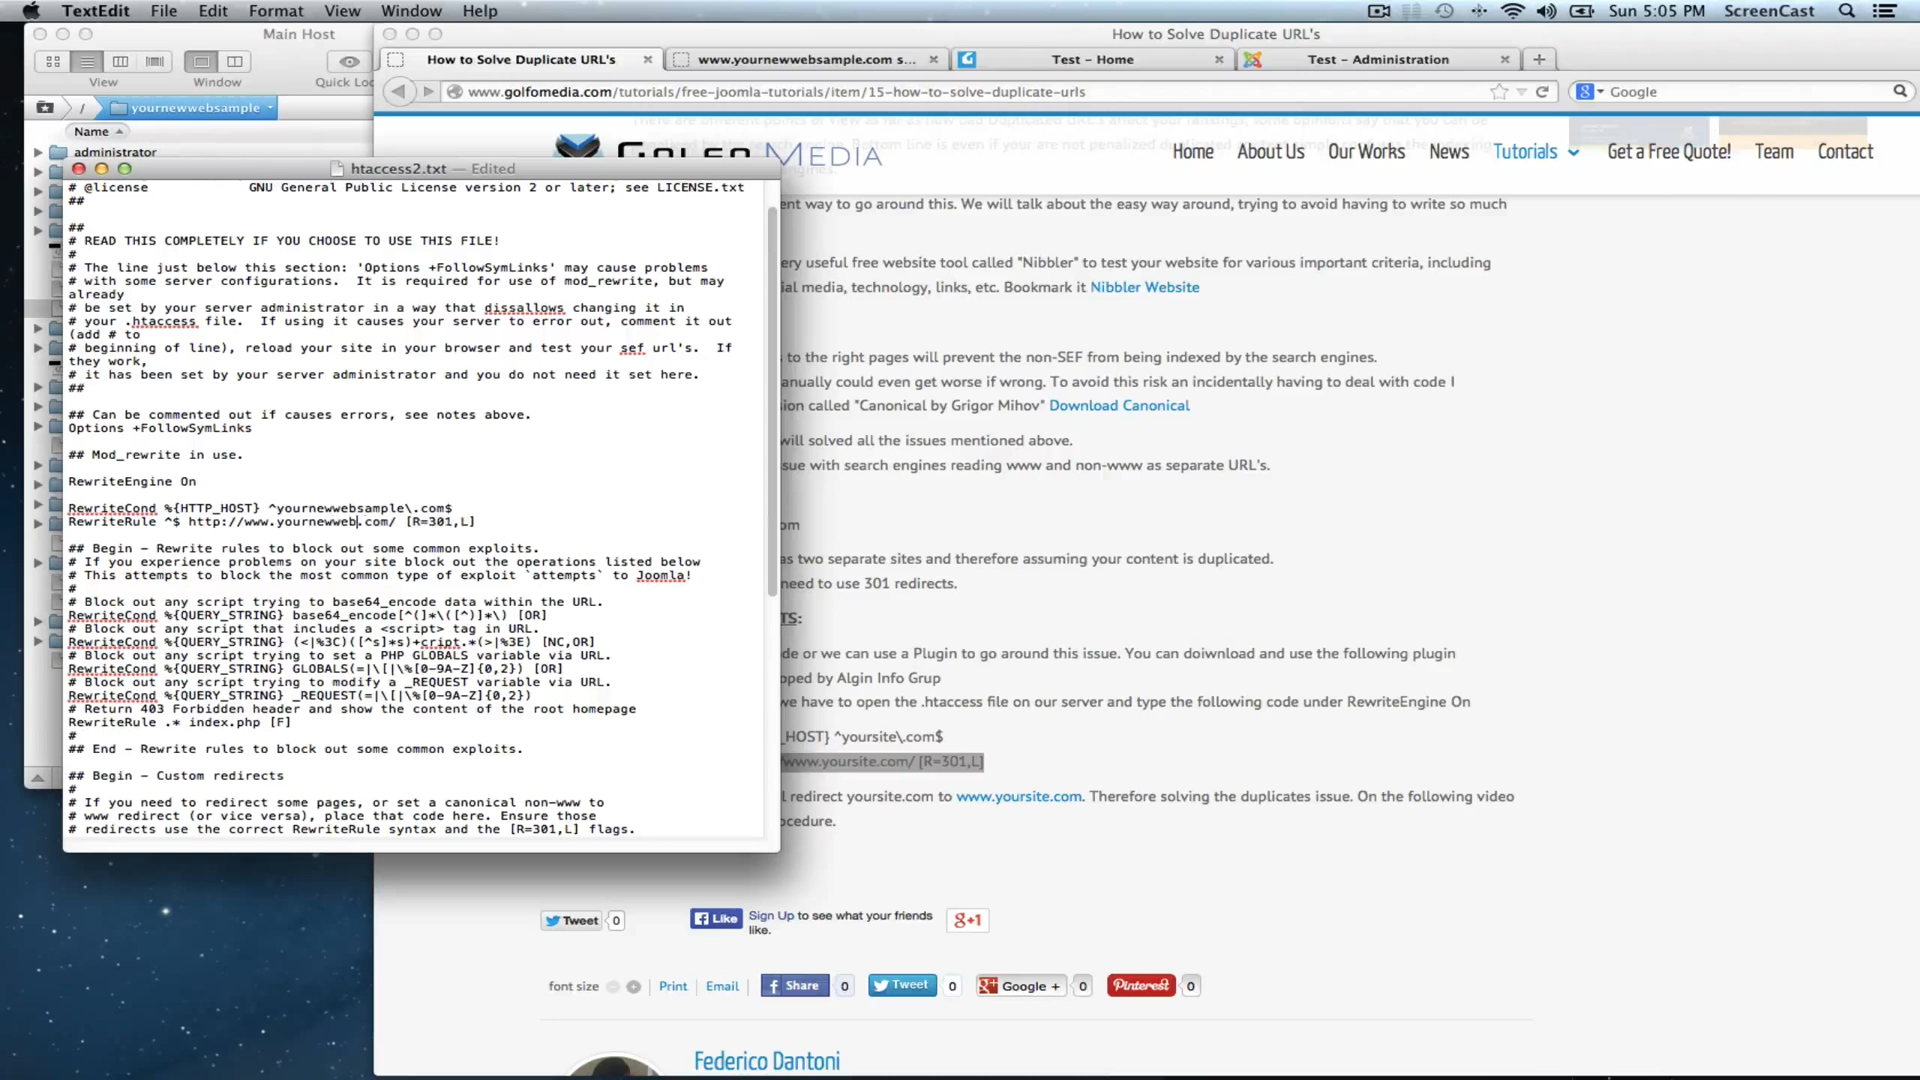 TextEdit File Edit Format View Window Help Sun 5:05 PM ScreenCast
Main Host
View Window Quick Loo
/ yournewwebsample
Name
administrator
How to Solve Duplicate URL's
How to Solve Duplicate URL's
www.yournewwebsample.com s...
Test – Home
Test – Administration
www.golfomedia.com/tutorials/free-joomla-tutorials/item/15-how-to-solve-duplicate-urls
Google
htaccess2.txt — Edited
# @license GNU General Public License version 2 or later; see LICENSE.txt
##
##
# READ THIS COMPLETELY IF YOU CHOOSE TO USE THIS FILE!
#
# The line just below this section: 'Options +FollowSymLinks' may cause problems
# with some server configurations. It is required for use of mod_rewrite, but may
already
# be set by your server administrator in a way that dissallows changing it in
# your .htaccess file. If using it causes your server to error out, comment it out
(add # to
# beginning of line), reload your site in your browser and test your sef url's. If
they work,
# it has been set by your server administrator and you do not need it set here.
##
## Can be commented out if causes errors, see notes above.
Options +FollowSymLinks
## Mod_rewrite in use.
RewriteEngine On
RewriteCond %{HTTP_HOST} ^yournewwebsample\.com$
RewriteRule ^$ http://www.yournewweb.com/ [R=301,L]
## Begin – Rewrite rules to block out some common exploits.
# If you experience problems on your site block out the operations listed below
# This attempts to block the most common type of exploit `attempts` to Joomla!
#
# Block out any script trying to base64_encode data within the URL.
RewriteCond %{QUERY_STRING} base64_encode[^(]*\([^)]*\) [OR]
# Block out any script that includes a <script> tag in URL.
RewriteCond %{QUERY_STRING} (<|%3C)([^s]*s)+cript.*(>|%3E) [NC,OR]
# Block out any script trying to set a PHP GLOBALS variable via URL.
RewriteCond %{QUERY_STRING} GLOBALS(=|\[|\%[0-9A-Z]{0,2}) [OR]
# Block out any script trying to modify a _REQUEST variable via URL.
RewriteCond %{QUERY_STRING} _REQUEST(=|\[|\%[0-9A-Z]{0,2})
# Return 403 Forbidden header and show the content of the root homepage
RewriteRule .* index.php [F]
#
## End – Rewrite rules to block out some common exploits.
## Begin – Custom redirects
#
# If you need to redirect some pages, or set a canonical non-www to
# www redirect (or vice versa), place that code here. Ensure those
# redirects use the correct RewriteRule syntax and the [R=301,L] flags.
GOLFO MEDIA
Home About Us Our Works News Tutorials Get a Free Quote! Team Contact
ent way to go around this. We will talk about the easy way around, trying to avoid having to write so much
ery useful free website tool called "Nibbler" to test your website for various important criteria, including
ial media, technology, links, etc. Bookmark it Nibbler Website
s to the right pages will prevent the non-SEF from being indexed by the search engines.
anually could even get worse if wrong. To avoid this risk an incidentally having to deal with code I
sion called "Canonical by Grigor Mihov" Download Canonical
will solved all the issues mentioned above.
sue with search engines reading www and non-www as separate URL's.
om
as two separate sites and therefore assuming your content is duplicated.
need to use 301 redirects.
TS:
de or we can use a Plugin to go around this issue. You can doiwnload and use the following plugin
oped by Algin Info Grup
we have to open the .htaccess file on our server and type the following code under RewriteEngine On
_HOST} ^yoursite\.com$
/www.yoursite.com/ [R=301,L]
l redirect yoursite.com to www.yoursite.com. Therefore solving the duplicates issue. On the following video
ocedure.
Tweet 0
Like Sign Up to see what your friends
like.
g+1
font size Print Email Share 0 Tweet 0 Google + 0 Pinterest 0
Federico Dantoni